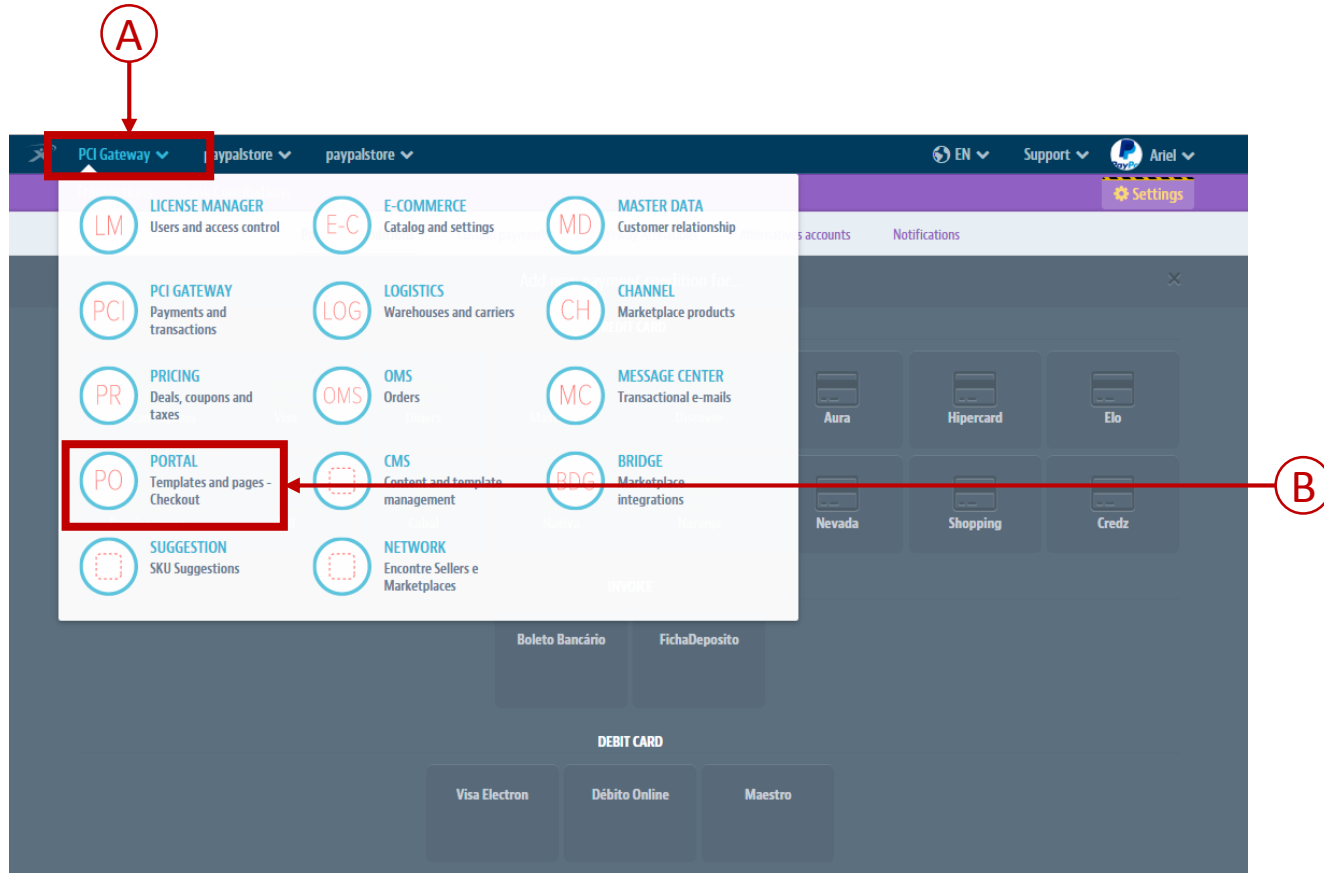 A
PCI Gateway
paypalstore
paypalstore
EN
Support
Ariel
Settings
LICENSE MANAGER
Users and access control
LM
E-COMMERCE
Catalog and settings
E-C
MASTER DATA
Customer relationship
MD
accounts
Notifications
PCI GATEWAY
Payments and
transactions
PCI
LOGISTICS
Warehouses and carriers
LOG
CHANNEL
Marketplace products
CH
PRICING
Deals, coupons and
taxes
PR
OMS
Orders
OMS
MESSAGE CENTER
Transactional e-mails
MC
Aura
Hipercard
Elo
PORTAL
Templates and pages -
Checkout
PO
CMS
Content and template
management
BRIDGE
Marketplace
integrations
BDG
B
Nevada
Shopping
Credz
SUGGESTION
SKU Suggestions
NETWORK
Encontre Sellers e
Marketplaces
INVOICE
Boleto Bancário
FichaDeposito
DEBIT CARD
Visa Electron
Débito Online
Maestro